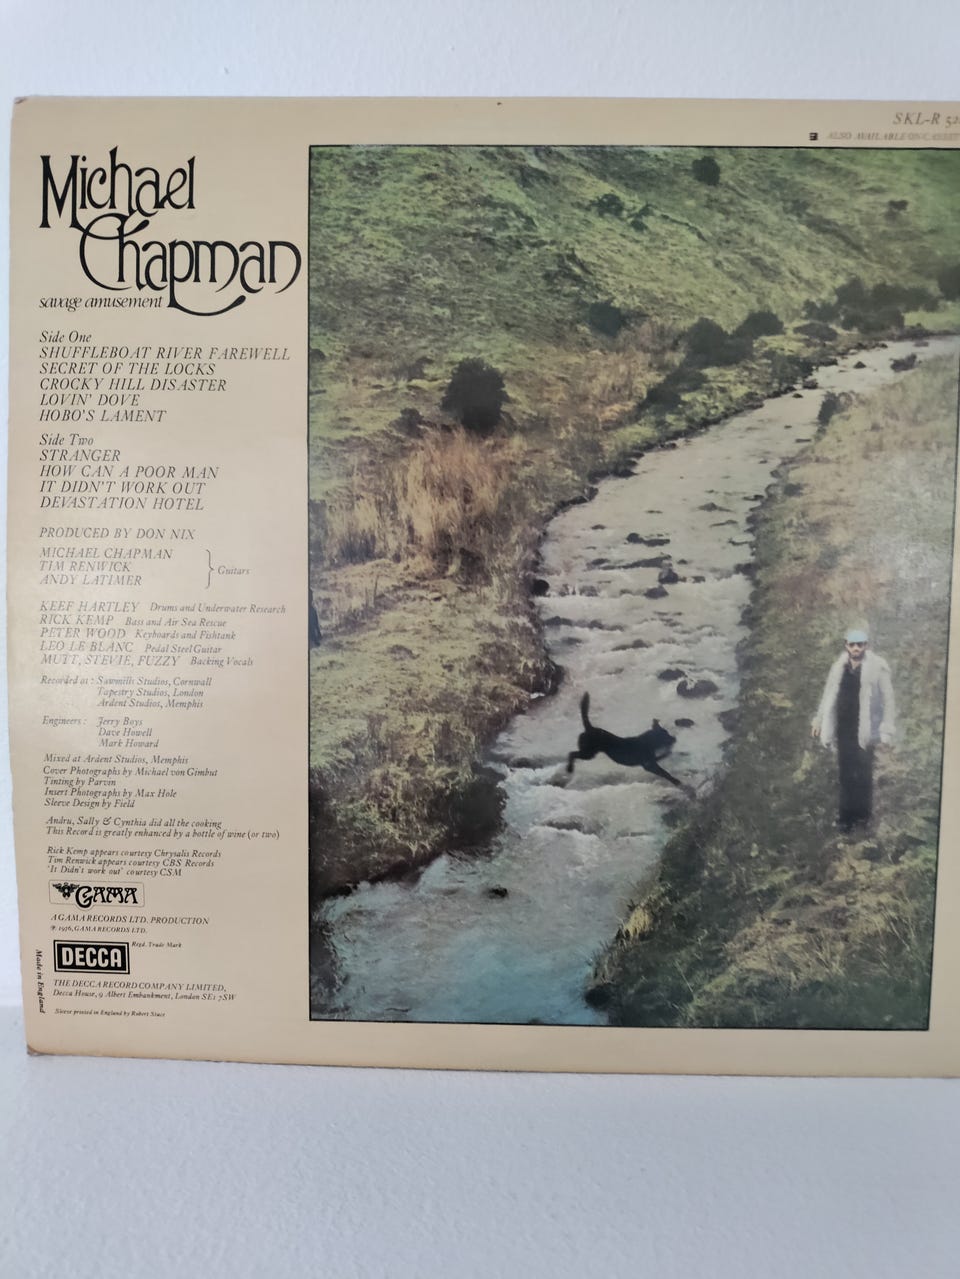 SKL-R
ALSO AVAILABLE ON CASSETTE
Michael
Chapman
savage amusement
Side One
SHUFFLEBOAT RIVER FAREWELL
SECRET OF THE LOCKS
CROCKY HILL DISASTER
LOVIN' DOVE
HOBO'S LAMENT
Side Two
STRANGER
HOW CAN A POOR MAN
IT DIDN'T WORK OUT
DEVASTATION HOTEL
PRODUCED BY DON NIX
MICHAEL CHAPMAN
TIM RENWICK
ANDY LATIMER
Guitars
KEEF HARTLEY Drums and Underwater Research
RICK KEMP Bass and Air Sea Rescue
PETER WOOD Keyboards and Fishtank
LEO LE BLANC Pedal Steel Guitar
MUTT, STEVIE, FUZZY Backing Vocals
Recorded at : Sawmills Studios, Cornwall
Tapestry Studios, London
Ardent Studios, Memphis
Engineers : Jerry Boys
Dave Howell
Mark Howard
Mixed at Ardent Studios, Memphis
Cover Photographs by Michael von Gimbut
Tinting by Parvin
Insert Photographs by Max Hole
Sleeve Design by Field
Andru, Sally & Cynthia did all the cooking
This Record is greatly enhanced by a bottle of wine (or two)
Rick Kemp appears courtesy Chrysalis Records
Tim Renwick appears courtesy CBS Records
'It Didn't work out' courtesy CSM
GAMA
A GAMA RECORDS LTD. PRODUCTION
℗ 1976, GAMA RECORDS LTD.
DECCA
Regd. Trade Mark
THE DECCA RECORD COMPANY LIMITED,
Decca House, 9 Albert Embankment, London SE1 7SW
Made in England
Sleeve printed in England by Robert Stace